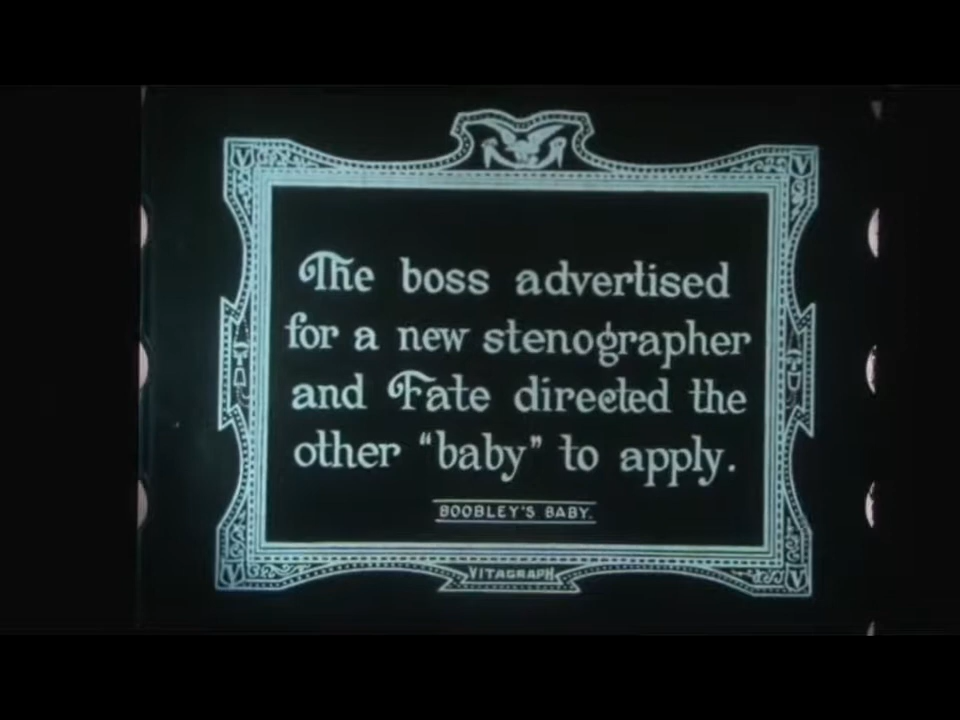 The boss advertised
for a new stenographer
and Fate directed the
other “baby” to apply.
BOOBLEY'S BABY.
VITAGRAPH